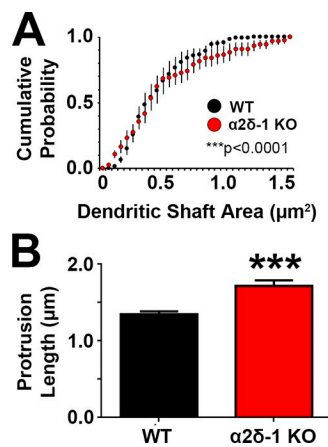 A
Cumulative
Probability
1.0
0.5
0.0
WT
α2δ-1 KO
***p<0.0001
0 0.5 1.0 1.5
Dendritic Shaft Area (µm²)
B
***
Protrusion
Length (µm)
2.0
1.0
0.0
WT α2δ-1 KO